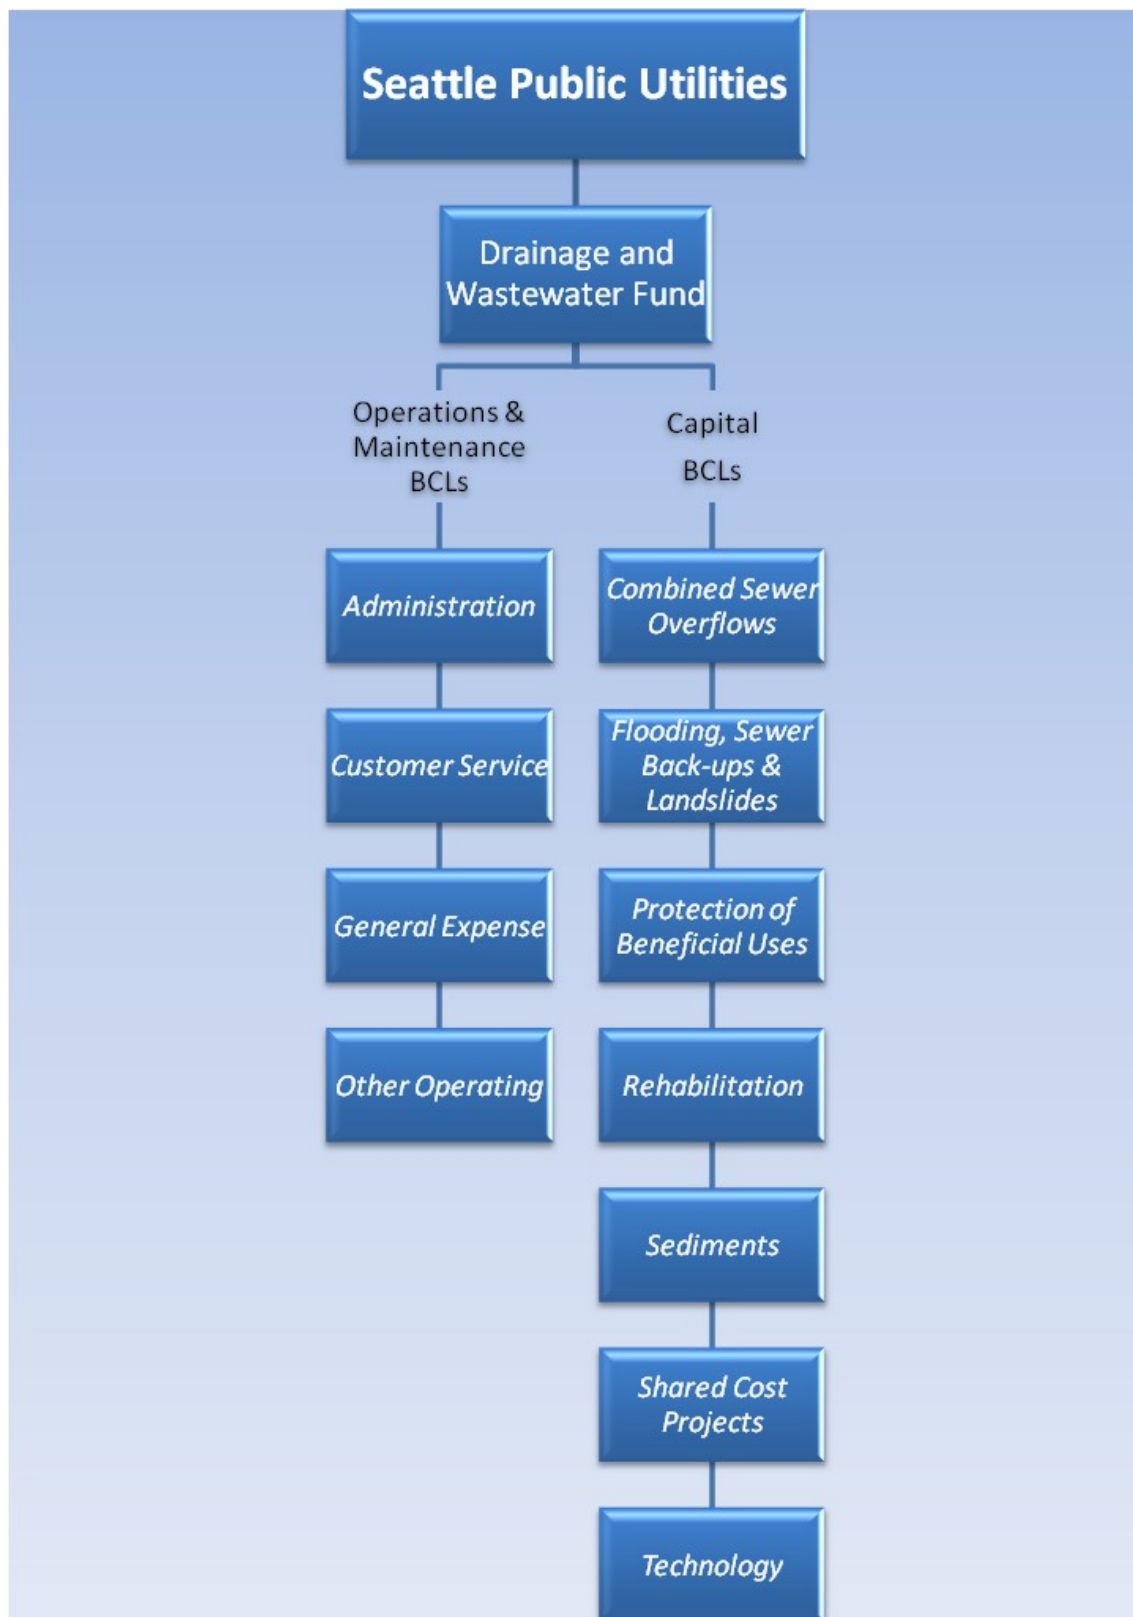 Seattle Public Utilities
Drainage and
Wastewater Fund
Operations &
Maintenance
BCLs
Capital
BCLs
Administration
Customer Service
General Expense
Other Operating
Combined Sewer
Overflows
Flooding, Sewer
Back-ups &
Landslides
Protection of
Beneficial Uses
Rehabilitation
Sediments
Shared Cost
Projects
Technology